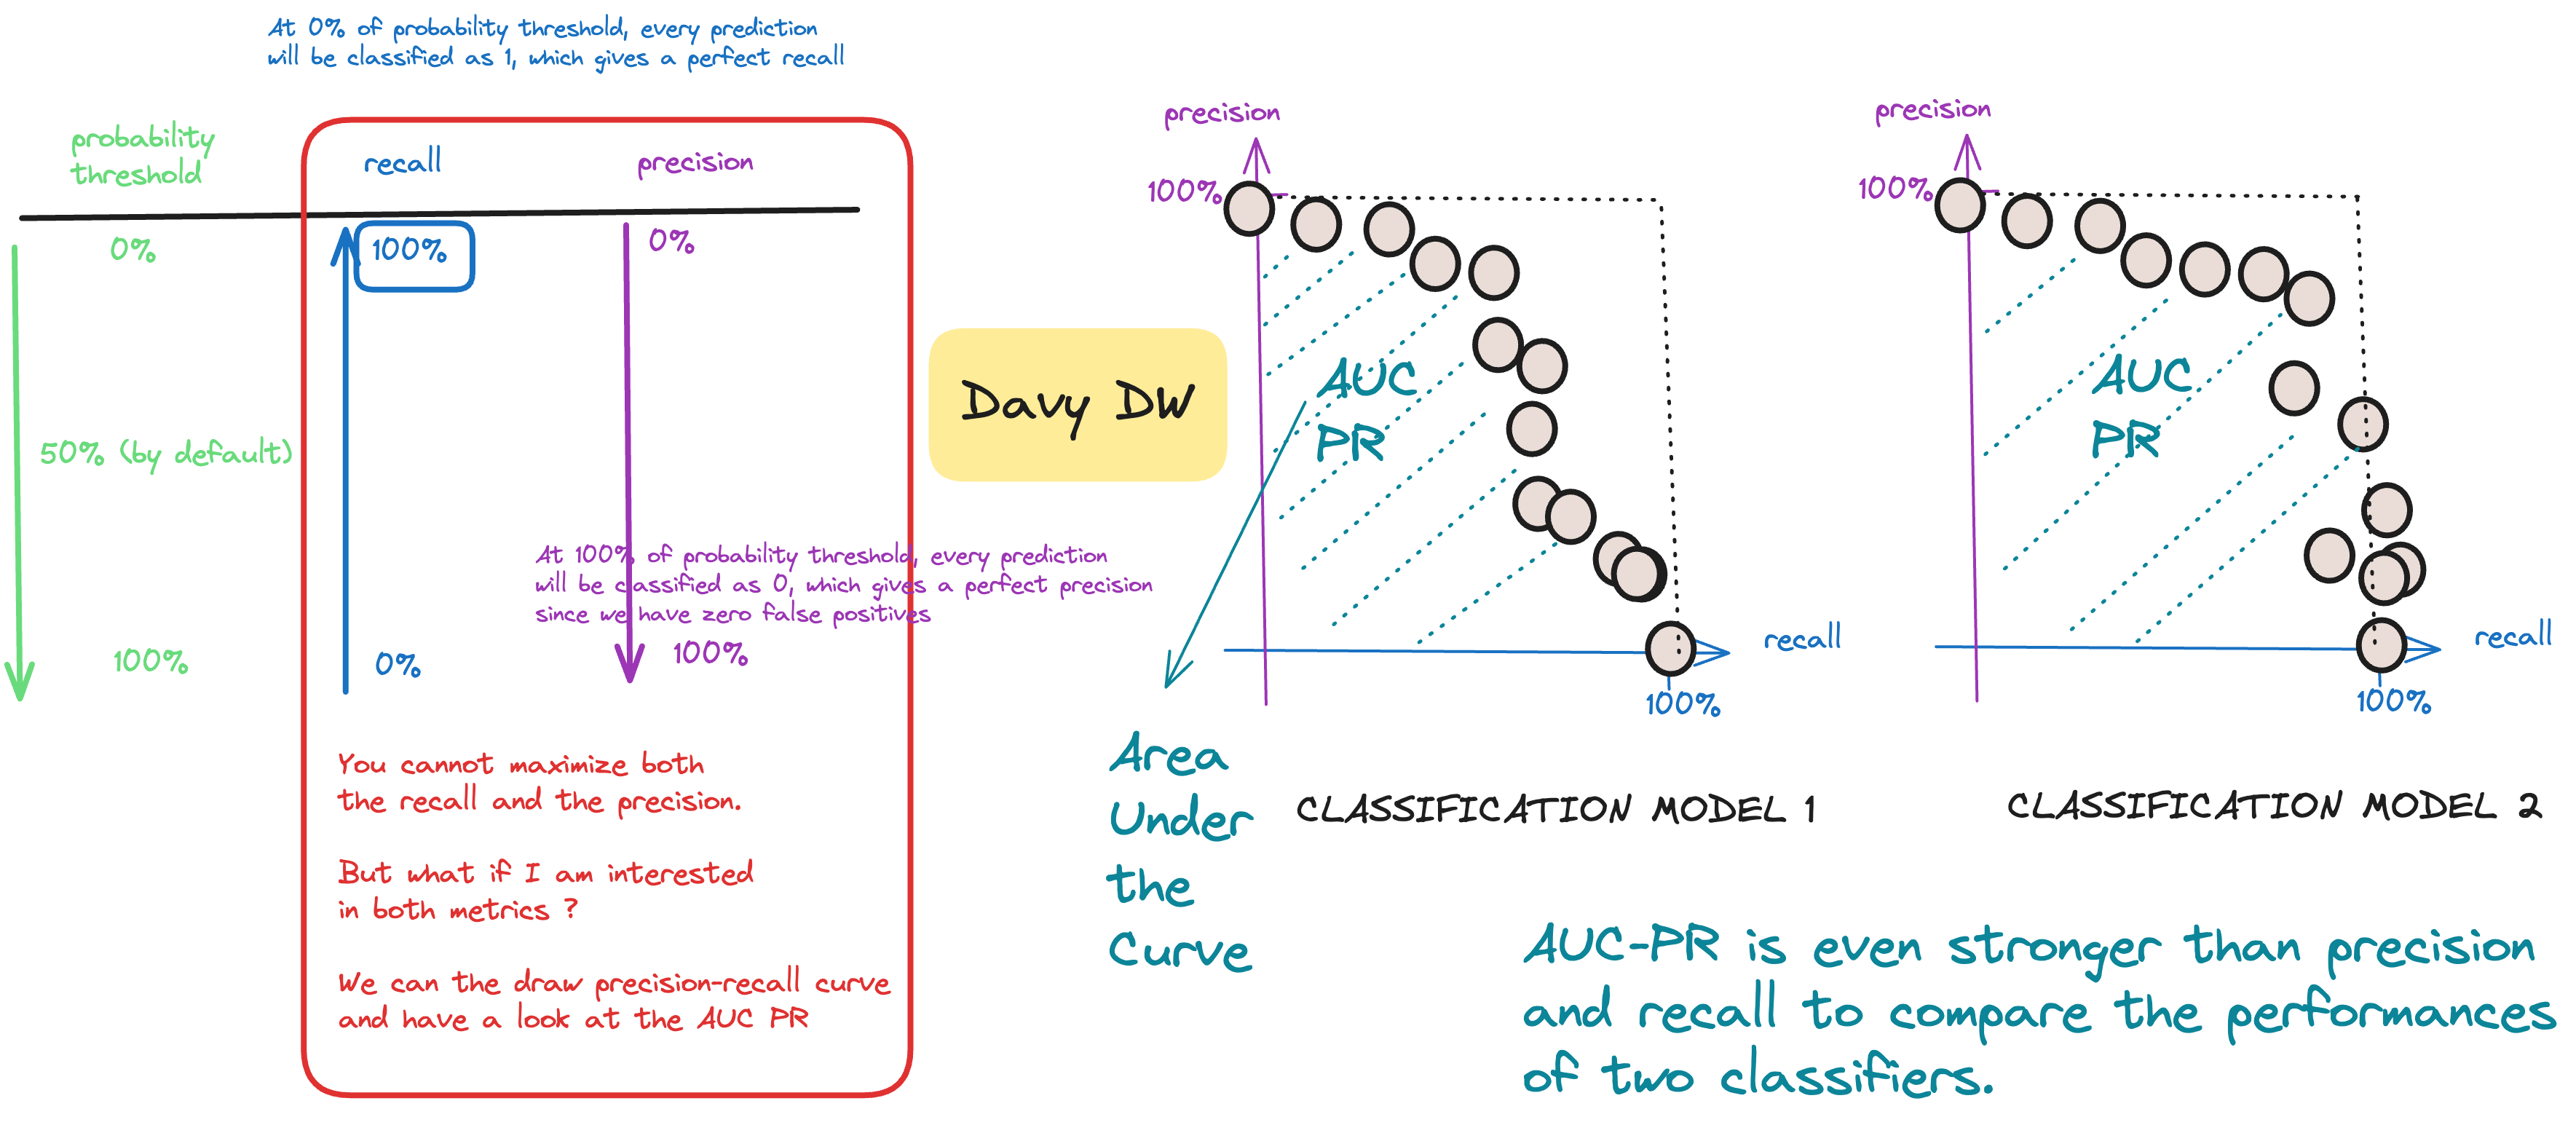 At 0% of probability threshold, every prediction
will be classified as 1, which gives a perfect recall
probability
threshold
recall
precision
0%
100%
0%
50% (by default)
At 100% of probability threshold, every prediction
will be classified as 0, which gives a perfect precision
since we have zero false positives
100%
0%
100%
You cannot maximize both
the recall and the precision.
But what if I am interested
in both metrics ?
We can the draw precision-recall curve
and have a look at the AUC PR
Davy DW
precision
100%
AUC
PR
recall
100%
Area
Under
the
Curve
CLASSIFICATION MODEL 1
precision
100%
AUC
PR
recall
100%
CLASSIFICATION MODEL 2
AUC-PR is even stronger than precision
and recall to compare the performances
of two classifiers.